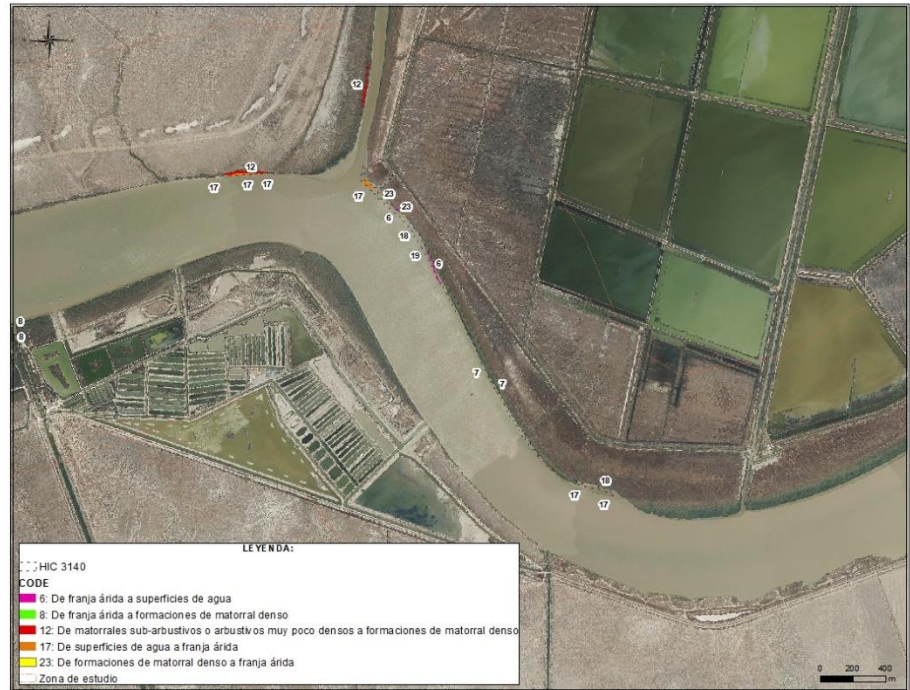 12
12
17 17 17
17
23
23
6
18
19
6
8
8
7
7
18
17
17
LEYENDA:
HIC 3140
CODE
6: De franja árida a superficies de agua
8: De franja árida a formaciones de matorral denso
12: De matorrales sub-arbustivos o arbustivos muy poco densos a formaciones de matorral denso
17: De superficies de agua a franja árida
23: De formaciones de matorral denso a franja árida
Zona de estudio
0 200 400
m